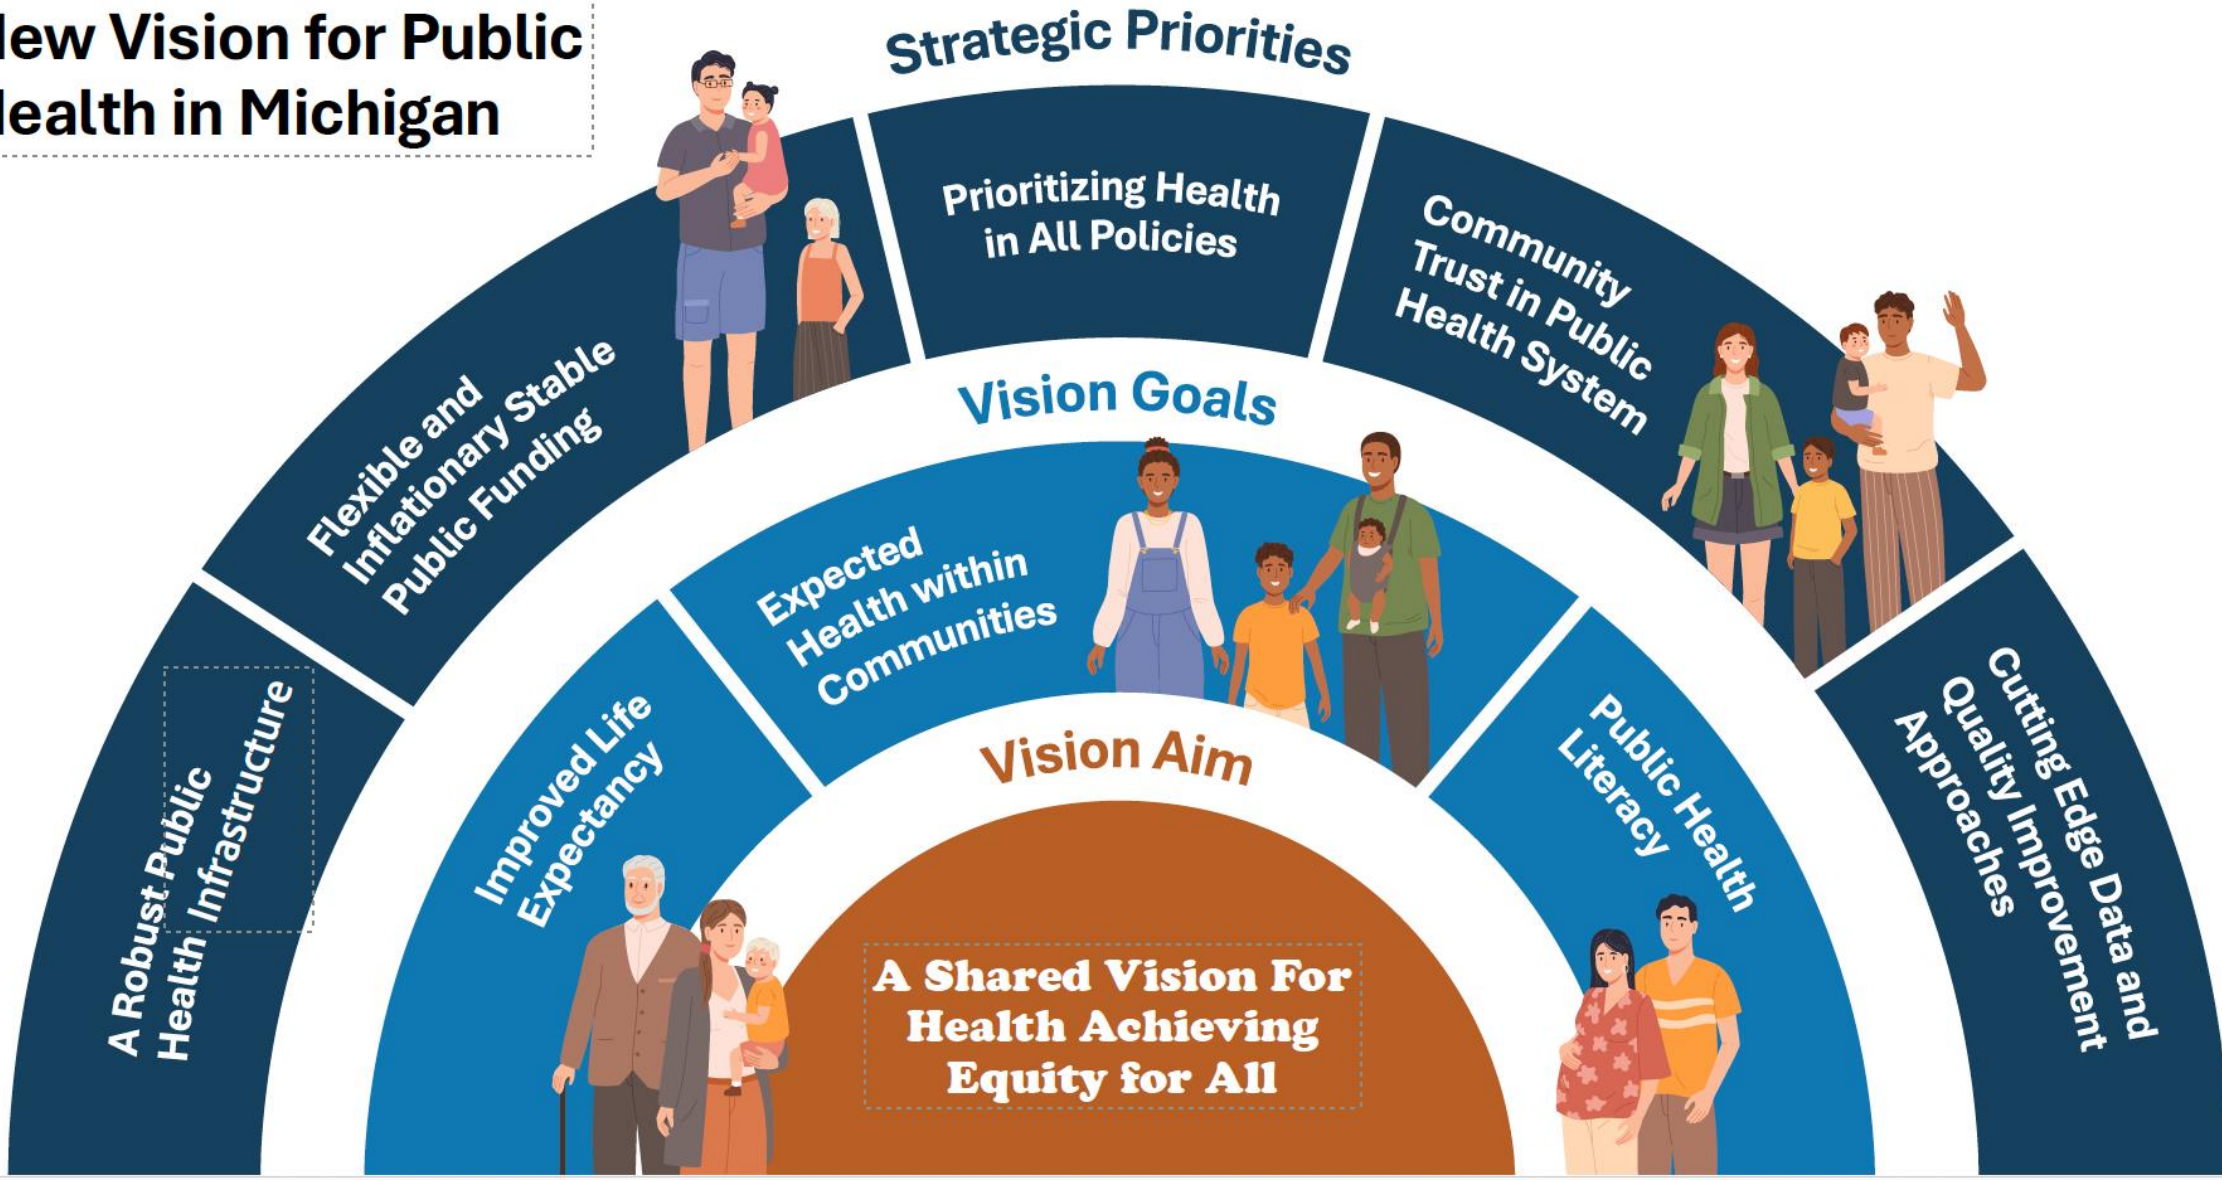 ew Vision for Public
ealth in Michigan
Strategic Priorities
A Robust Public
Health Infrastructure
Flexible and
Inflationary Stable
Public Funding
Prioritizing Health
in All Policies
Community
Trust in Public
Health System
Cutting Edge Data and
Quality Improvement
Approaches
Vision Goals
Improved Life
Expectancy
Expected
Health within
Communities
Public Health
Literacy
Vision Aim
A Shared Vision For
Health Achieving
Equity for All